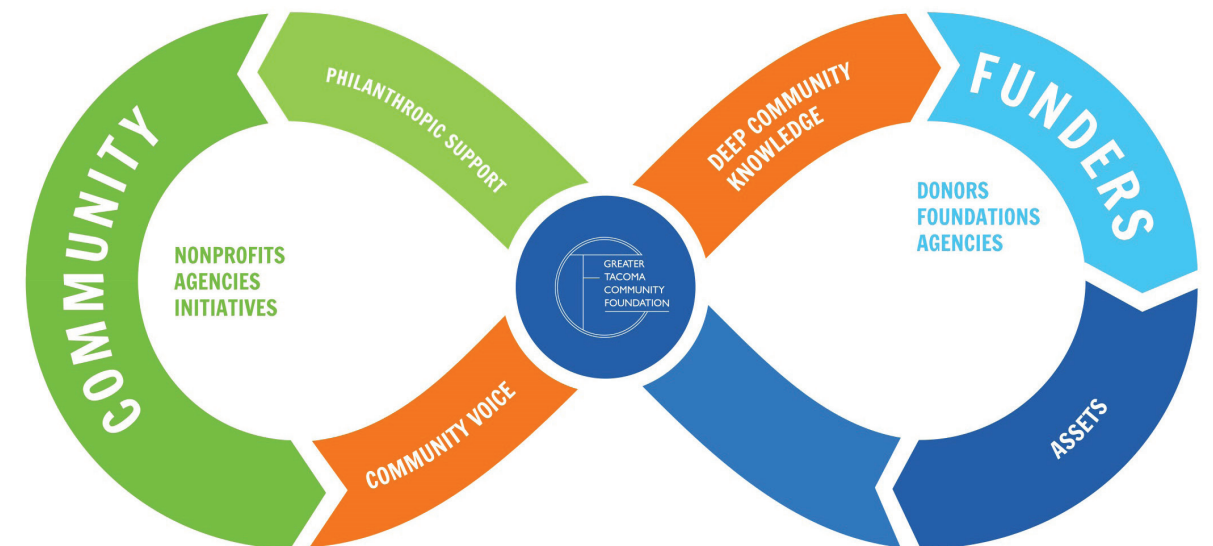 COMMUNITY
PHILANTHROPIC SUPPORT
NONPROFITS
AGENCIES
INITIATIVES
COMMUNITY VOICE
GREATER
TACOMA
COMMUNITY
FOUNDATION
DEEP COMMUNITY
KNOWLEDGE
FUNDERS
DONORS
FOUNDATIONS
AGENCIES
ASSETS